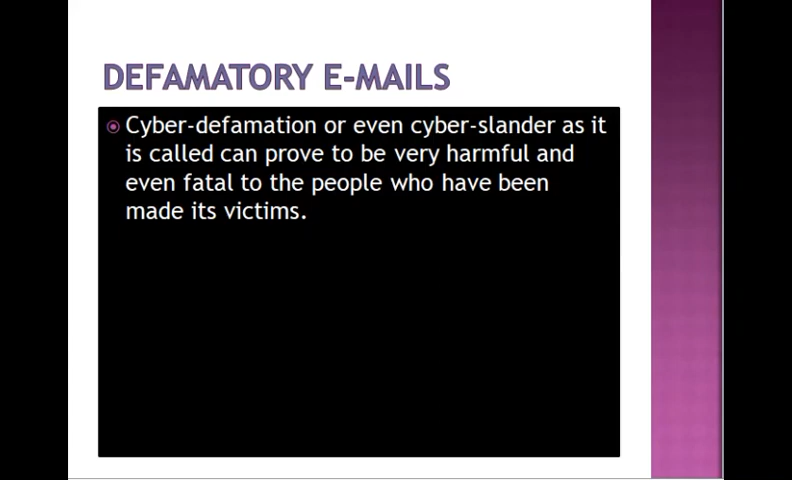 DEFAMATORY E-MAILS
Cyber-defamation or even cyber-slander as it
is called can prove to be very harmful and
even fatal to the people who have been
made its victims.